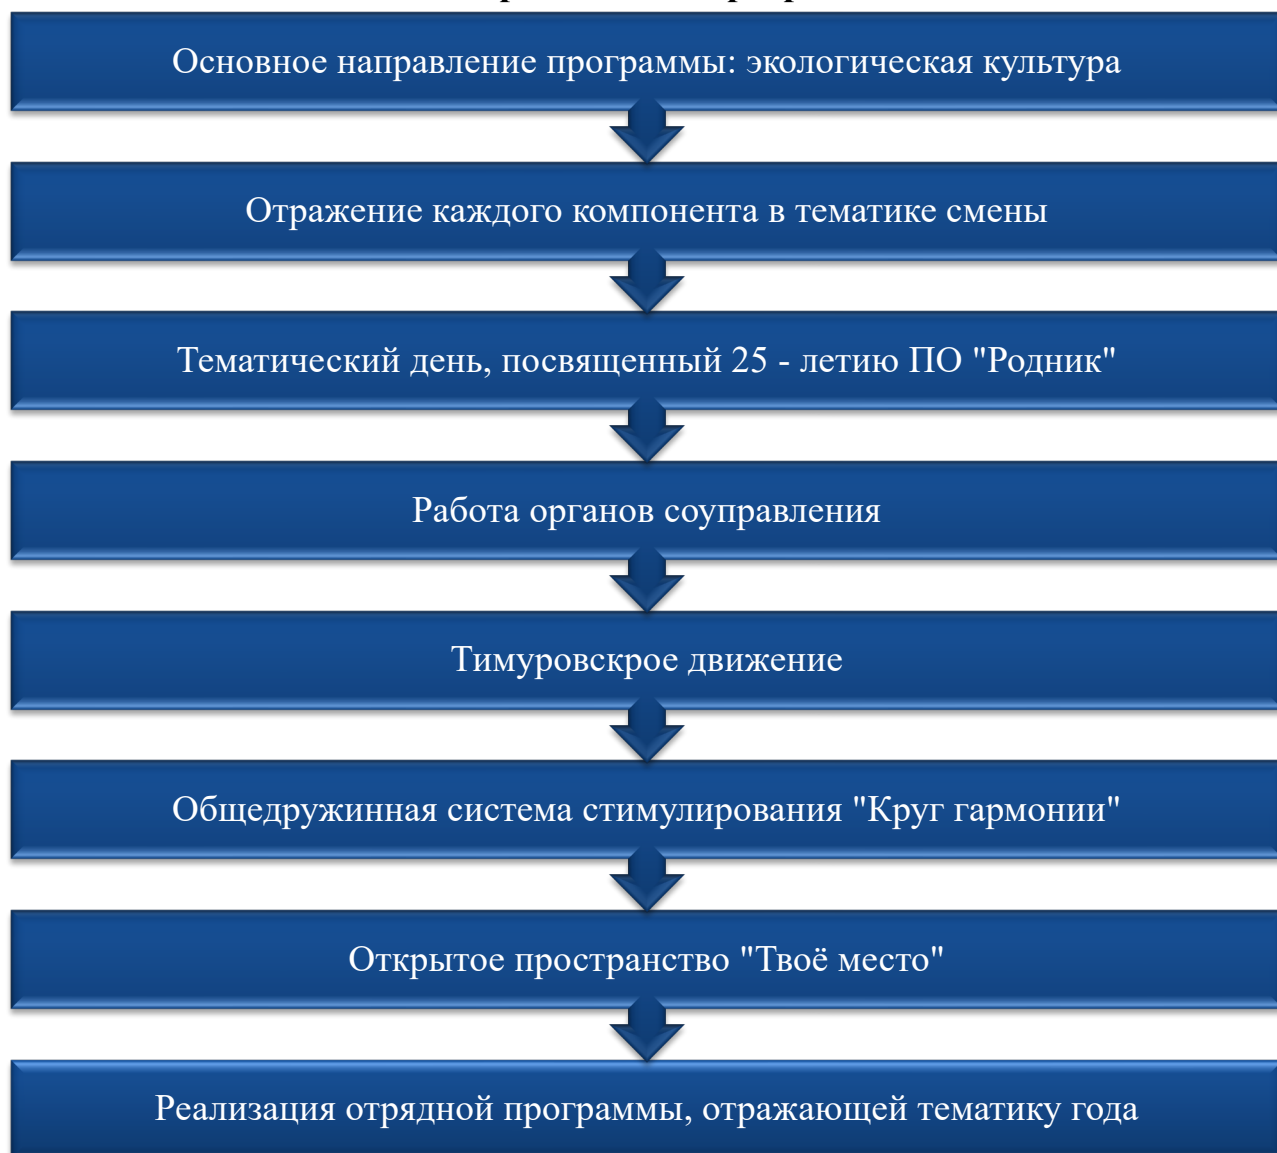 Основное направление программы: экологическая культура
Отражение каждого компонента в тематике смены
Тематический день, посвященный 25 - летию ПО "Родник"
Работа органов соуправления
Тимуровскрое движение
Общедружинная система стимулирования "Круг гармонии"
Открытое пространство "Твоё место"
Реализация отрядной программы, отражающей тематику года